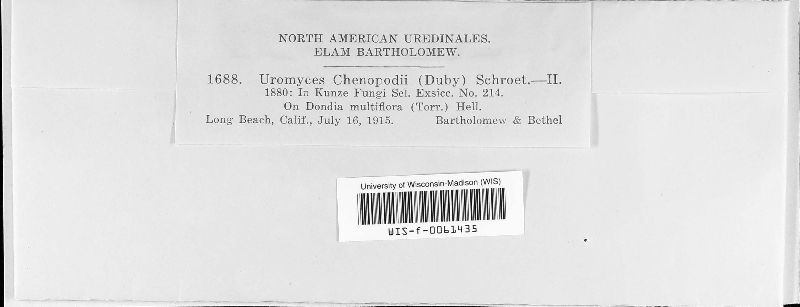 NORTH AMERICAN UREDINALES.
ELAM BARTHOLOMEW.
1688. Uromyces Chenopodii (Duby) Schroet.—II.
1880: In Kunze Fungi Sel. Exsicc. No. 214.
On Dondia multiflora (Torr.) Hell.
Long Beach, Calif., July 16, 1915. Bartholomew & Bethel
University of Wisconsin-Madison (WIS)
WIS-f-0061435